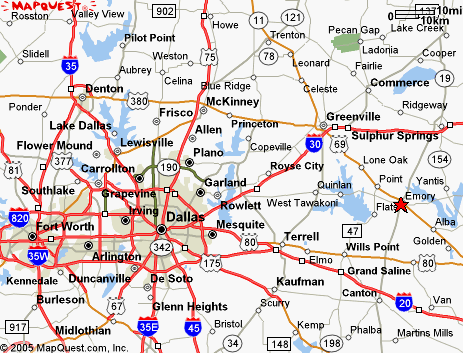 MAPQUEST
Rosston
Valley View
902
11
1237
10mi
10km
Slidell
Pilot Point
Weston
Trenton
Pecan Gap
Lake Creek
Ladonia
Cooper
35
75
78
Leonard
Fairlie
Aubrey
Celina
Blue Ridge
Celeste
Commerce
24
Ponder
Denton
380
McKinney
Ridgeway
Lake Dallas
Frisco
Princeton
Greenville
Allen
30
Sulphur Springs
Flower Mound
Lewisville
Copeville
69
377
Plano
Lone Oak
81
Carrollton
190
Royse City
Point
Yantis
Southlake
Garland
Quinlan
Emory
Grapevine
Rowlett
West Tawakoni
Flats
820
Irving
Dallas
Alba
Fort Worth
Mesquite
47
Golden
342
80
Terrell
Wills Point
35W
Arlington
175
Elmo
80
Kennedale
Duncanville
De Soto
Grand Saline
Kaufman
Canton
Burleson
67
Glenn Heights
20
Van
917
Scurry
Midlothian
35E
45
Bristol
34
Kemp
198
Phalba
Martins Mill
©2005 MapQuest.com, Inc.